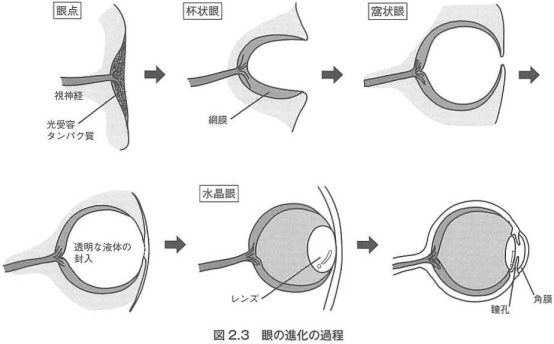 眼点
杯状眼
窩状眼
視神経
光受容
タンパク質
網膜
透明な液体の
封入
水晶眼
レンズ
瞳孔
角膜
図 2.3 眼の進化の過程